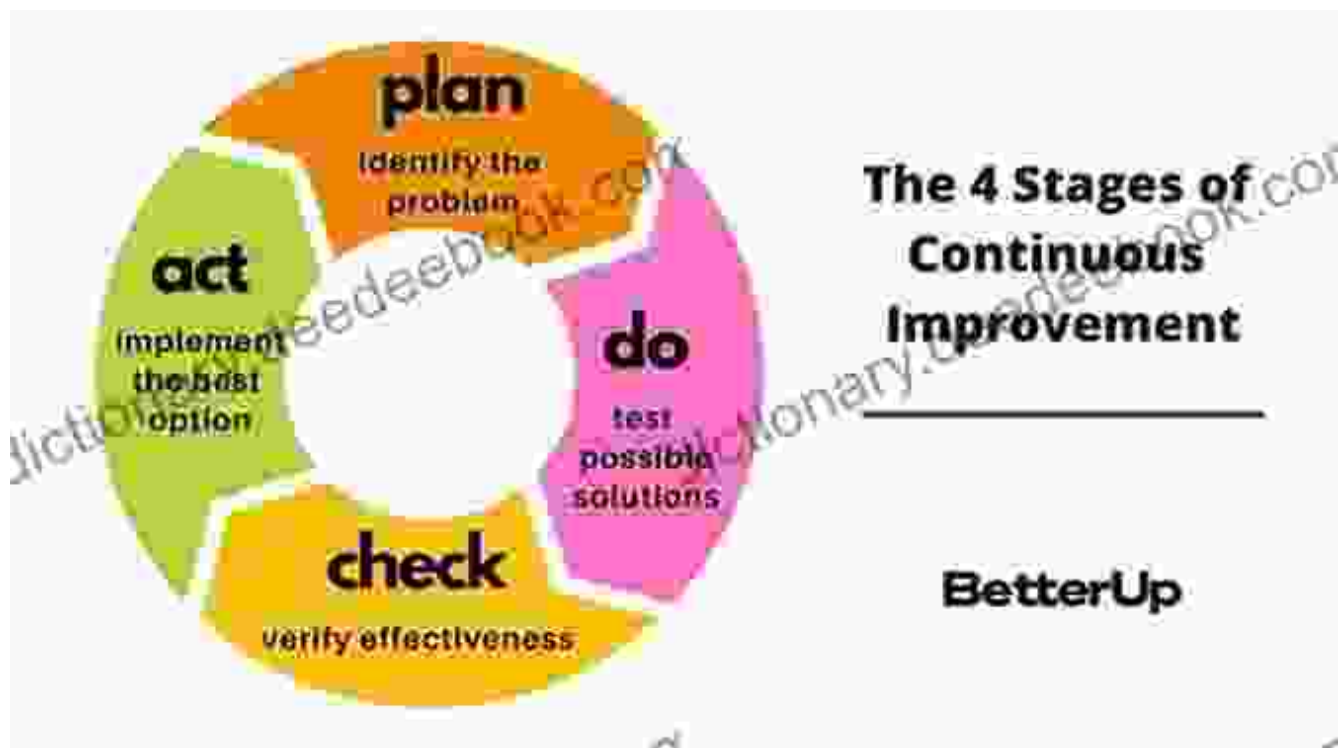 plan
identify the
problem
do
test
possible
solutions
check
verify effectiveness
act
implement
the best
option
The 4 Stages of
Continuous
Improvement
BetterUp